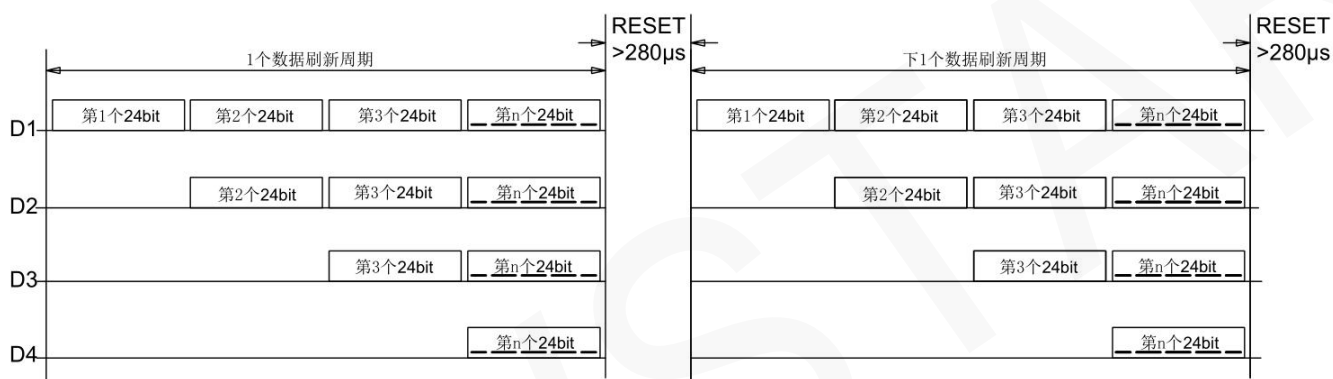 RESET
>280μs
RESET
>280μs
1个数据刷新周期
下1个数据刷新周期
D1 第1个24bit 第2个24bit 第3个24bit 第n个24bit 第1个24bit 第2个24bit 第3个24bit 第n个24bit
D2 第2个24bit 第3个24bit 第n个24bit 第2个24bit 第3个24bit 第n个24bit
D3 第3个24bit 第n个24bit 第3个24bit 第n个24bit
D4 第n个24bit 第n个24bit